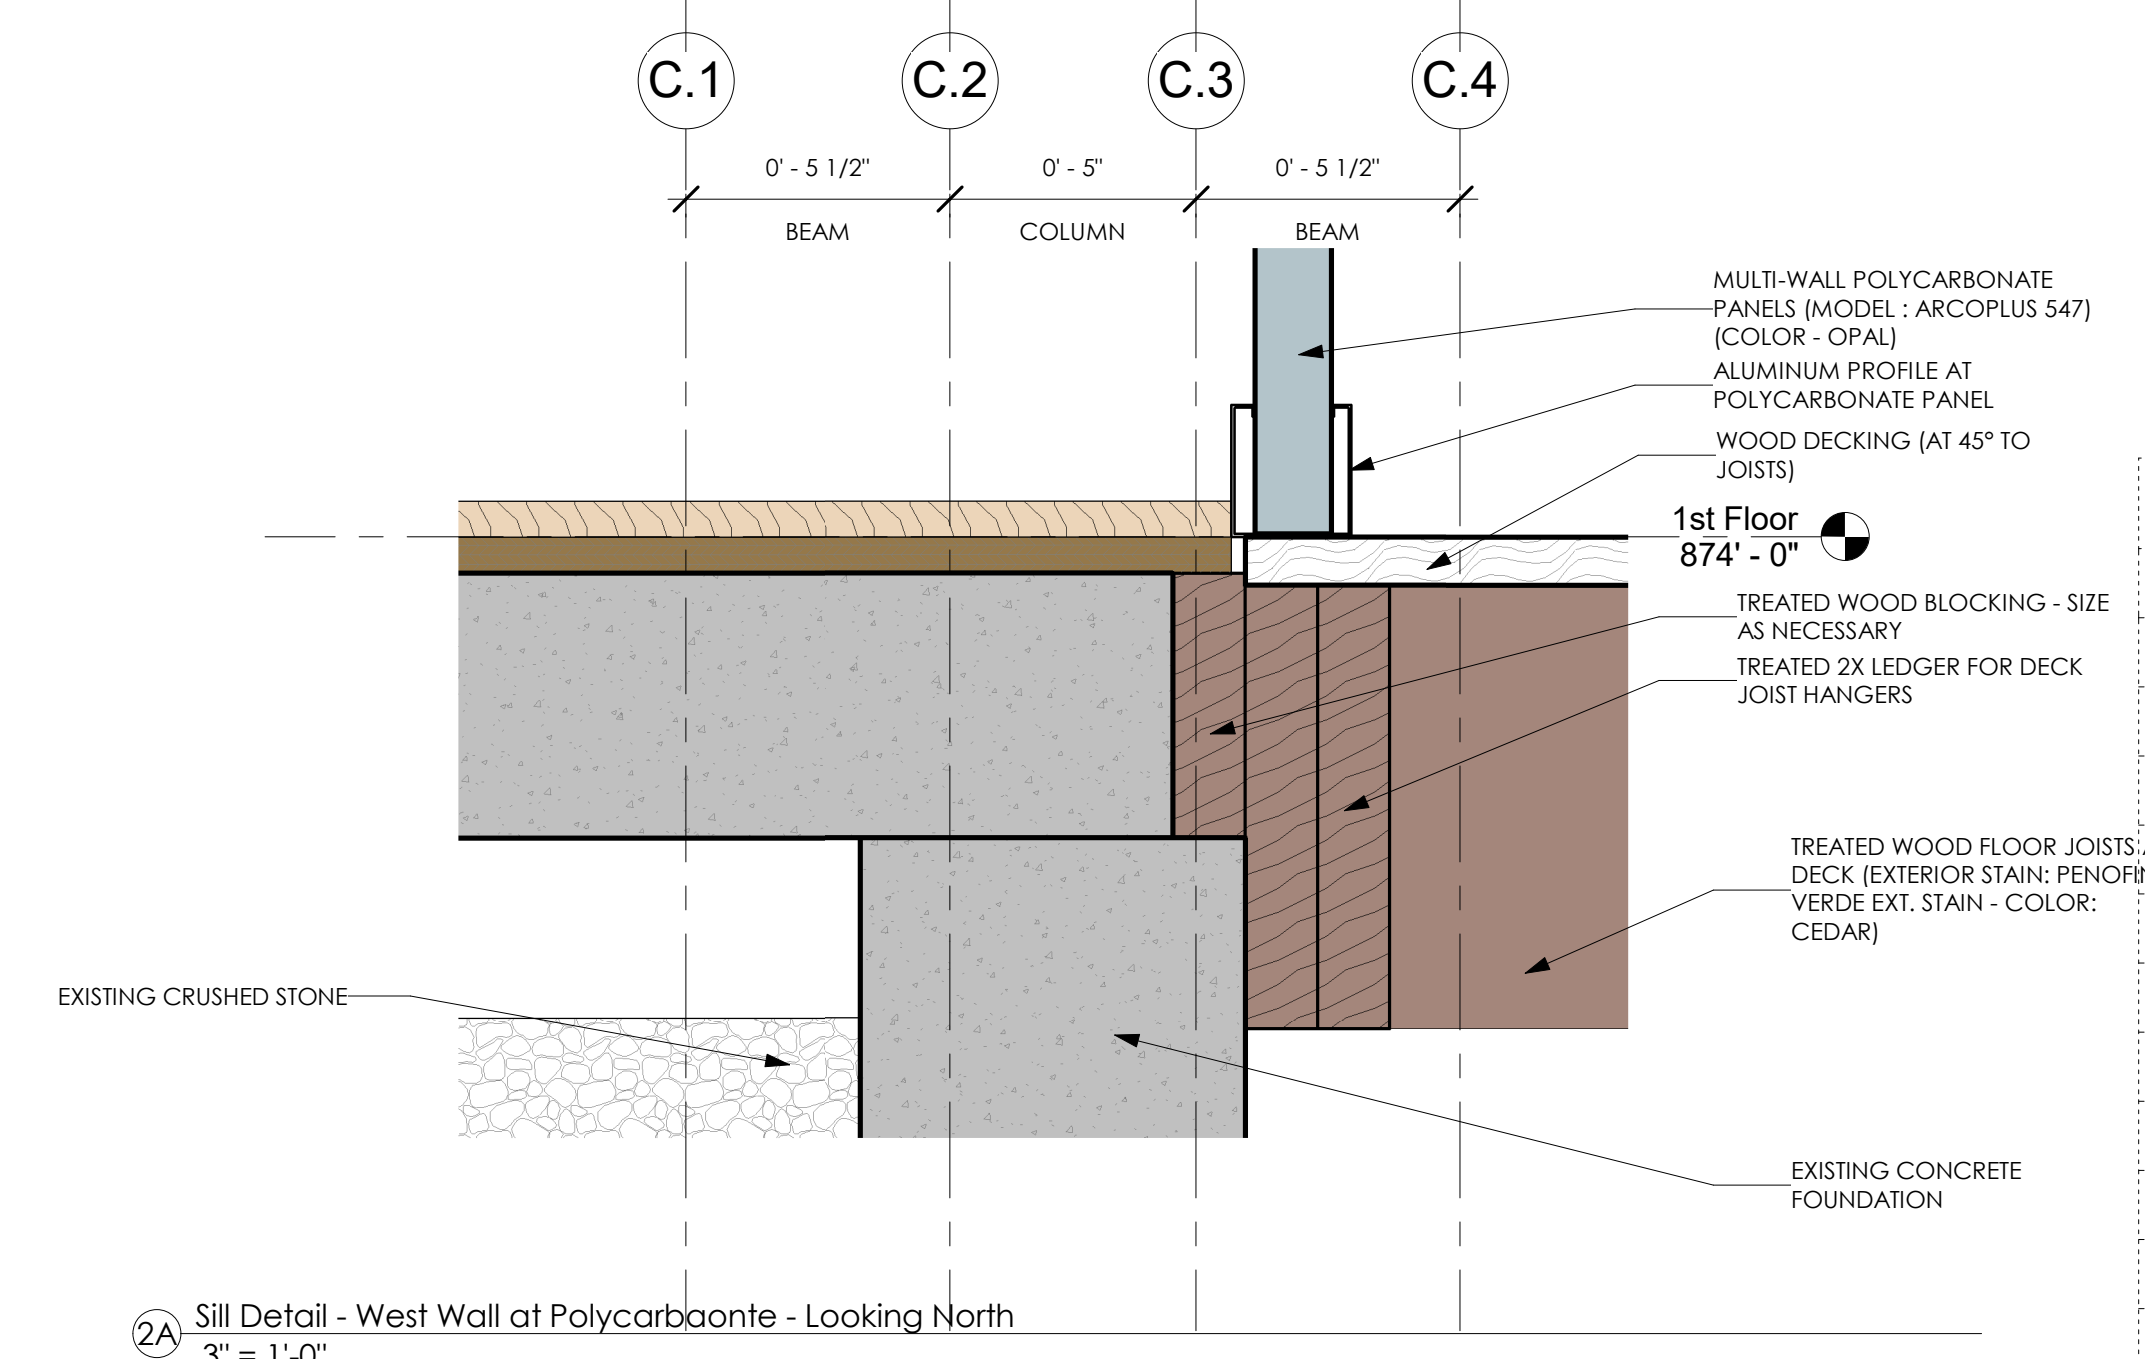 C.1 C.2 C.3 C.4
0' - 5 1/2" 0' - 5" 0' - 5 1/2"
BEAM COLUMN BEAM
MULTI-WALL POLYCARBONATE
PANELS (MODEL : ARCOPLUS 547)
(COLOR - OPAL)
ALUMINUM PROFILE AT
POLYCARBONATE PANEL
WOOD DECKING (AT 45° TO
JOISTS)
1st Floor
874' - 0"
TREATED WOOD BLOCKING - SIZE
AS NECESSARY
TREATED 2X LEDGER FOR DECK
JOIST HANGERS
TREATED WOOD FLOOR JOISTS
DECK (EXTERIOR STAIN:
VERDE EXT. STAIN - COLOR:
CEDAR)
EXISTING CRUSHED STONE
EXISTING CONCRETE
FOUNDATION
2A Sill Detail - West Wall at Polycarbaonte - Looking North
3" = 1'-0"